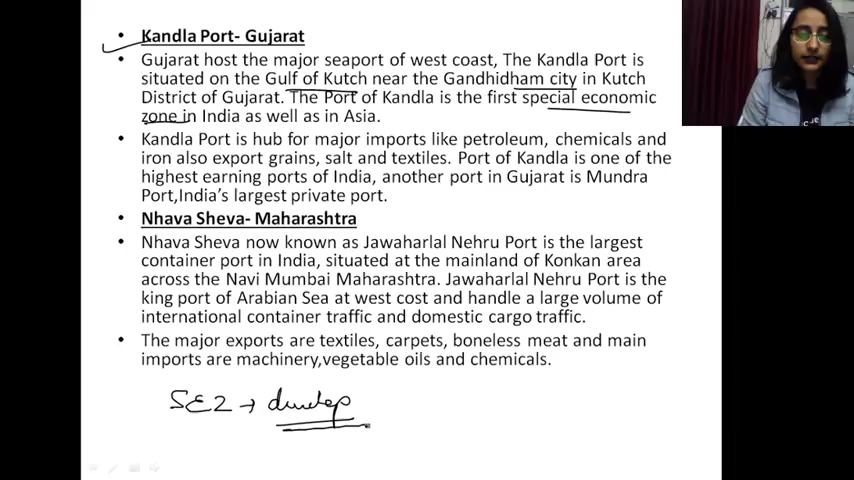 Kandla Port- Gujarat
Gujarat host the major seaport of west coast, The Kandla Port is
situated on the Gulf of Kutch near the Gandhidham city in Kutch
District of Gujarat. The Port of Kandla is the first special economic
zone in India as well as in Asia.
Kandla Port is hub for major imports like petroleum, chemicals and
iron also export grains, salt and textiles. Port of Kandla is one of the
highest earning ports of India, another port in Gujarat is Mundra
Port,India's largest private port.
Nhava Sheva- Maharashtra
Nhava Sheva now known as Jawaharlal Nehru Port is the largest
container port in India, situated at the mainland of Konkan area
across the Navi Mumbai Maharashtra. Jawaharlal Nehru Port is the
king port of Arabian Sea at west cost and handle a large volume of
international container traffic and domestic cargo traffic.
The major exports are textiles, carpets, boneless meat and main
imports are machinery,vegetable oils and chemicals.
SEZ →